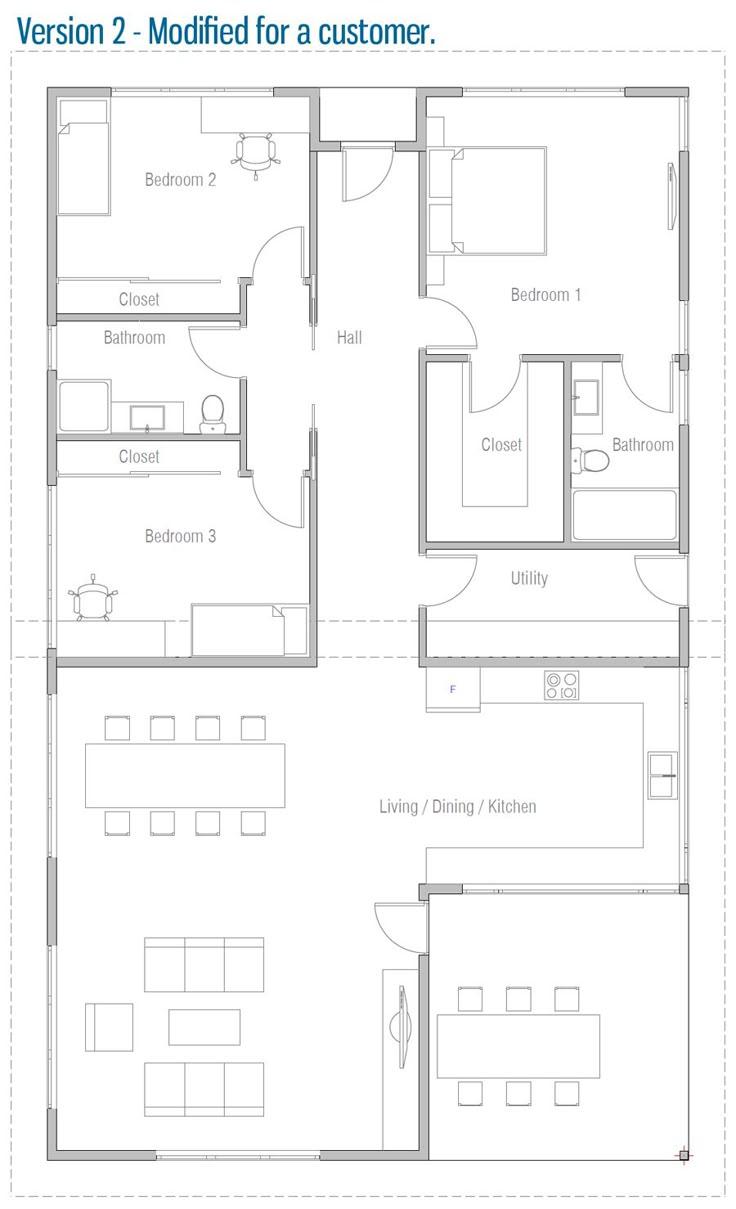 Version 2 - Modified for a customer.
Bedroom 2
Bedroom 1
Closet
Bathroom
Hall
Closet
Closet
Bathroom
Bedroom 3
Utility
F
Living / Dining / Kitchen